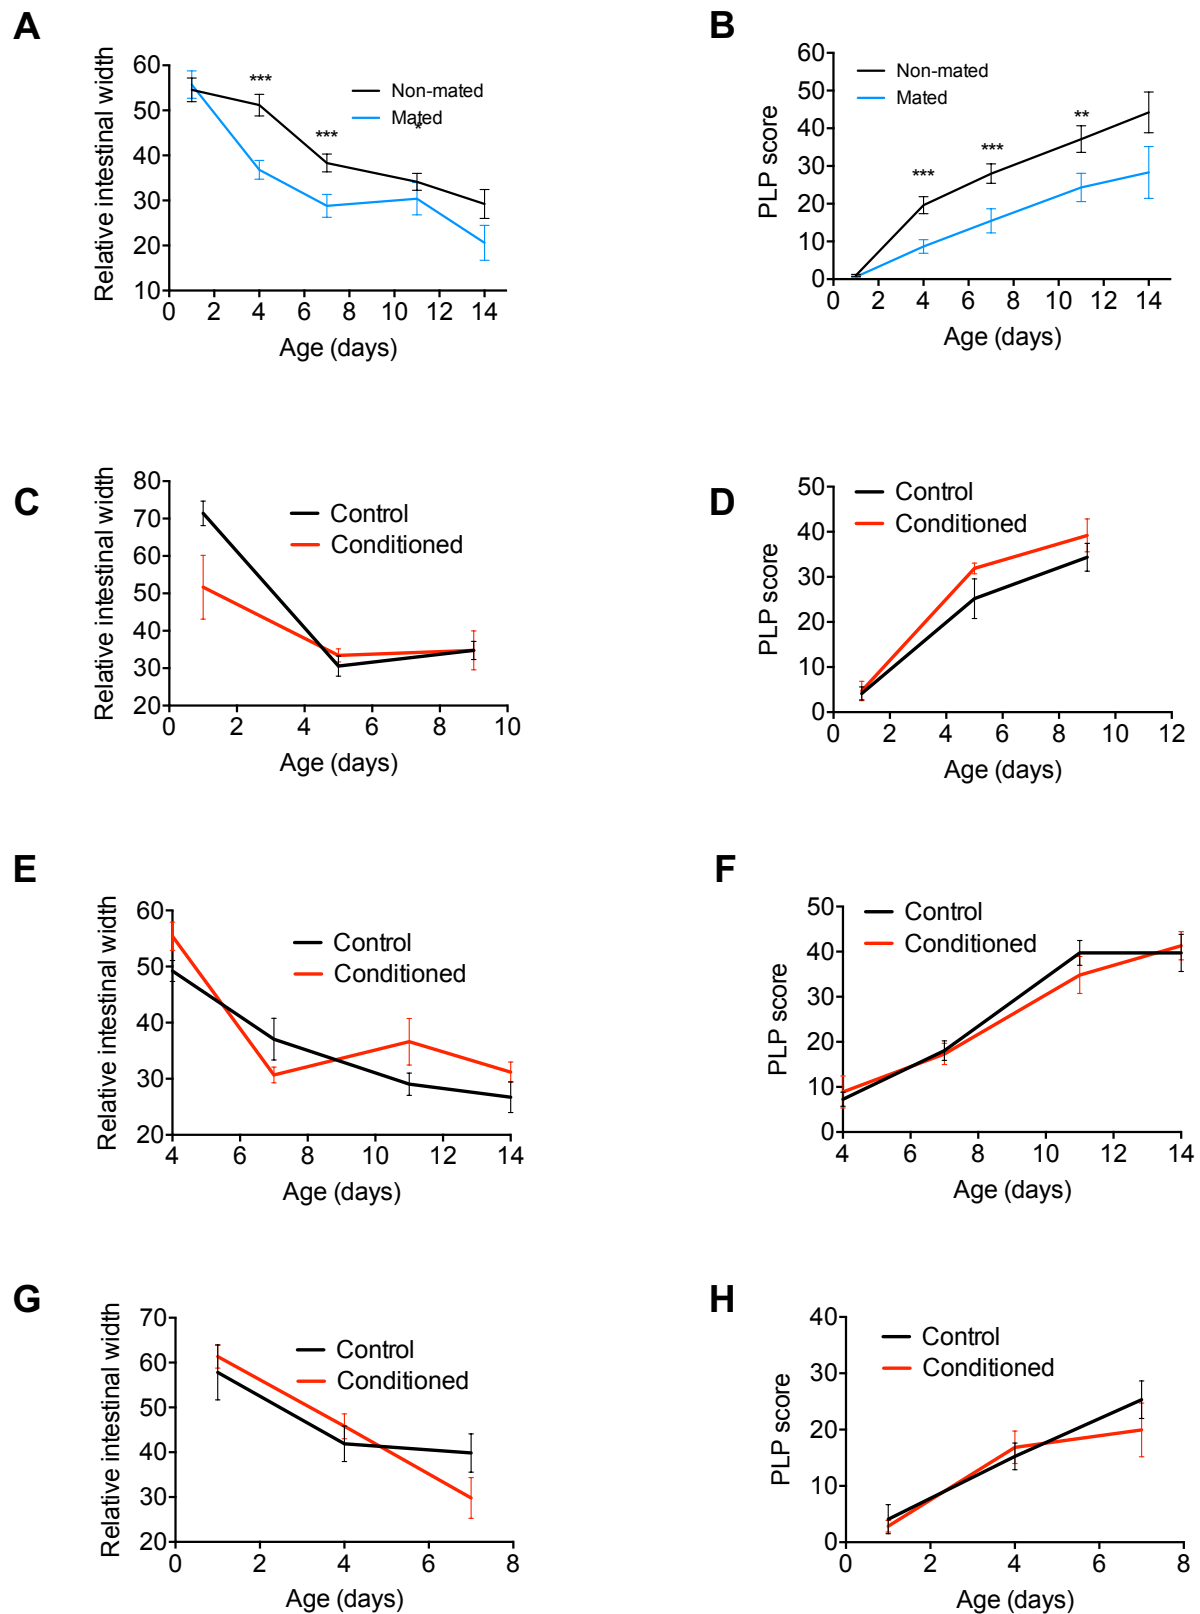 A
Relative intestinal width
60
50
40
30
20
10
0
2
4
6
8
10
12
14
Age (days)
***
***
*
Non-mated
Mated
B
PLP score
60
50
40
30
20
10
0
0
2
4
6
8
10
12
14
Age (days)
***
***
**
Non-mated
Mated
C
Relative intestinal width
80
70
60
50
40
30
20
0
2
4
6
8
10
Age (days)
Control
Conditioned
D
PLP score
50
40
30
20
10
0
0
2
4
6
8
10
12
Age (days)
Control
Conditioned
E
Relative intestinal width
60
50
40
30
20
4
6
8
10
12
14
Age (days)
Control
Conditioned
F
PLP score
50
40
30
20
10
0
4
6
8
10
12
14
Age (days)
Control
Conditioned
G
Relative intestinal width
70
60
50
40
30
20
0
2
4
6
8
Age (days)
Control
Conditioned
H
PLP score
40
30
20
10
0
0
2
4
6
8
Age (days)
Control
Conditioned